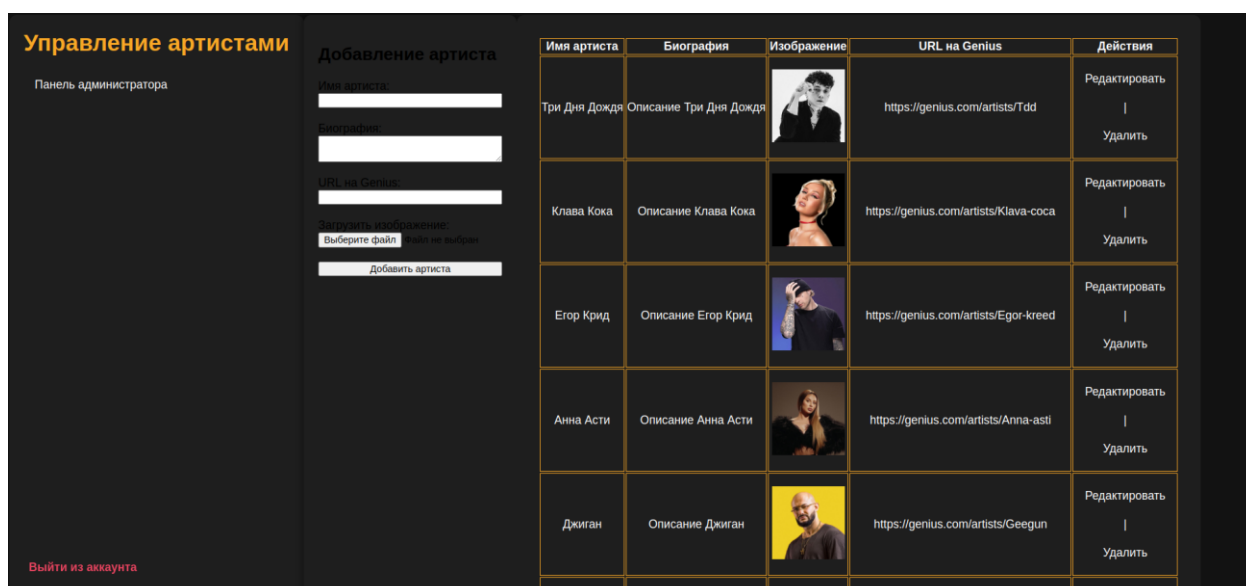 Управление артистами
Панель администратора
Выйти из аккаунта
Добавление артиста
Имя артиста:
Биография:
URL на Genius:
Загрузить изображение:
Выберите файл Файл не выбран
Добавить артиста
Имя артиста Биография Изображение URL на Genius Действия
Три Дня Дождя Описание Три Дня Дождя https://genius.com/artists/Tdd Редактировать | Удалить
Клава Кока Описание Клава Кока https://genius.com/artists/Klava-coca Редактировать | Удалить
Егор Крид Описание Егор Крид https://genius.com/artists/Egor-kreed Редактировать | Удалить
Анна Асти Описание Анна Асти https://genius.com/artists/Anna-asti Редактировать | Удалить
Джиган Описание Джиган https://genius.com/artists/Geegun Редактировать | Удалить